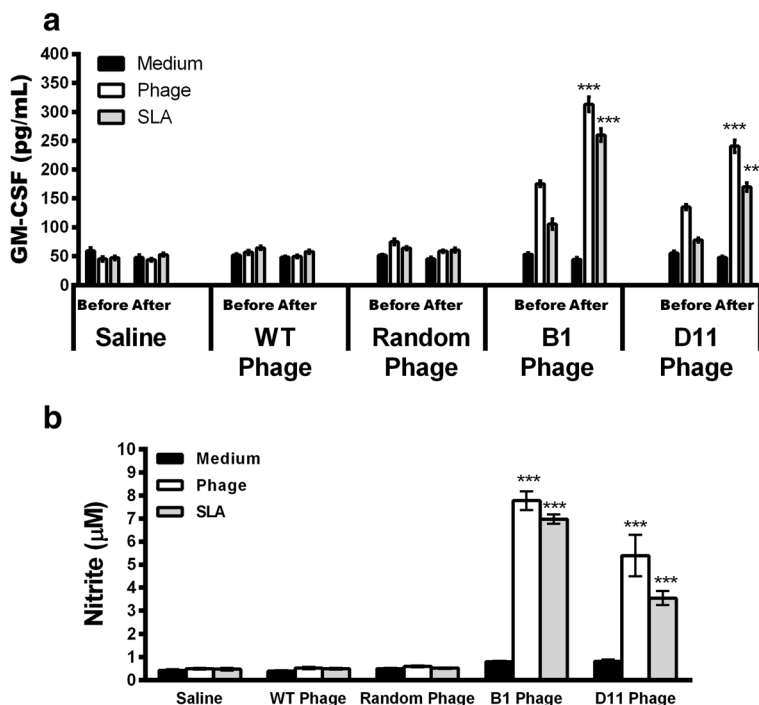 a
400
350
300
250
200
150
100
50
0
GM-CSF (pg/mL)
Medium
Phage
SLA
***
***
***
**
Before After Before After Before After Before After Before After
Saline WT Phage Random Phage B1 Phage D11 Phage
b
10
9
8
7
6
5
4
3
2
1
0
Nitrite (μM)
Medium
Phage
SLA
***
***
***
***
Saline WT Phage Random Phage B1 Phage D11 Phage